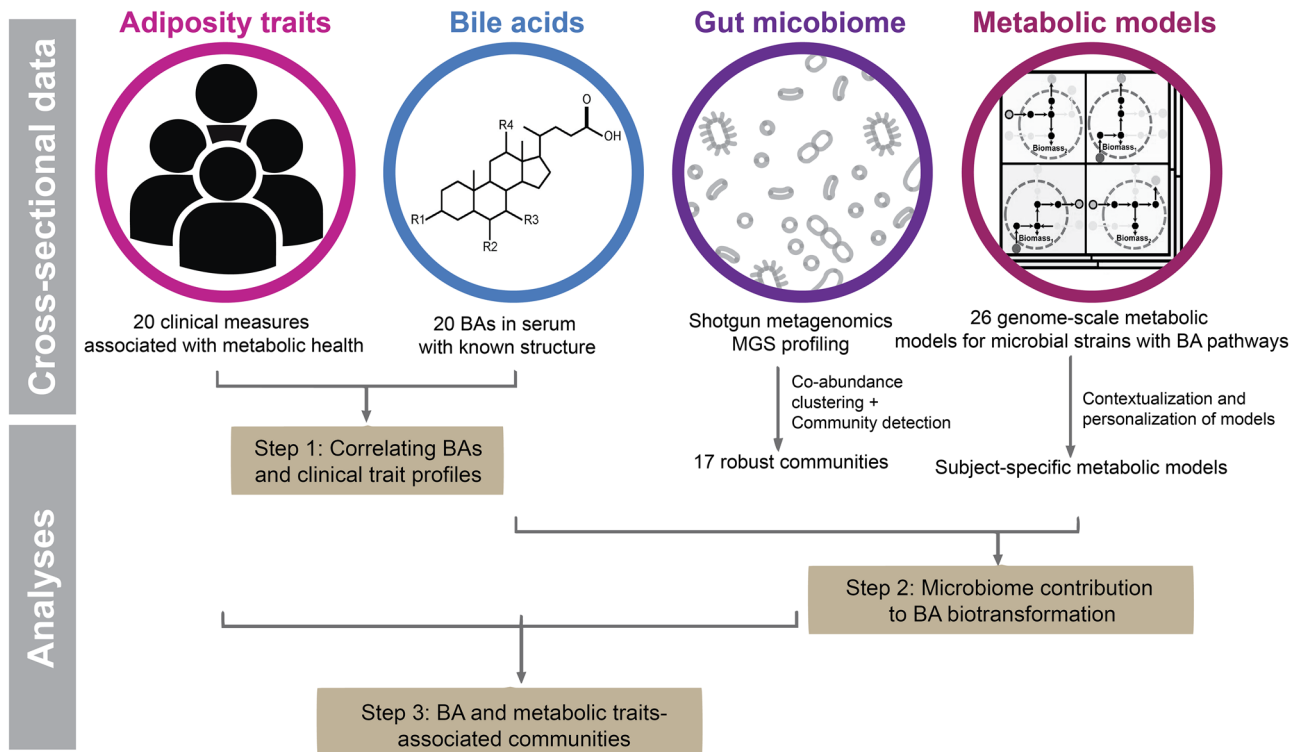 Cross-sectional data
Analyses
Adiposity traits
Bile acids
Gut micobiome
Metabolic models
R4
O
OH
R1
R3
R2
Biomass2
Biomass1
Biomass1
Biomass2
20 clinical measures
associated with metabolic health
20 BAs in serum
with known structure
Shotgun metagenomics
MGS profiling
26 genome-scale metabolic
models for microbial strains with BA pathways
Co-abundance
clustering +
Community detection
Contextualization and
personalization of models
17 robust communities
Subject-specific metabolic models
Step 1: Correlating BAs
and clinical trait profiles
Step 2: Microbiome contribution
to BA biotransformation
Step 3: BA and metabolic traits-
associated communities